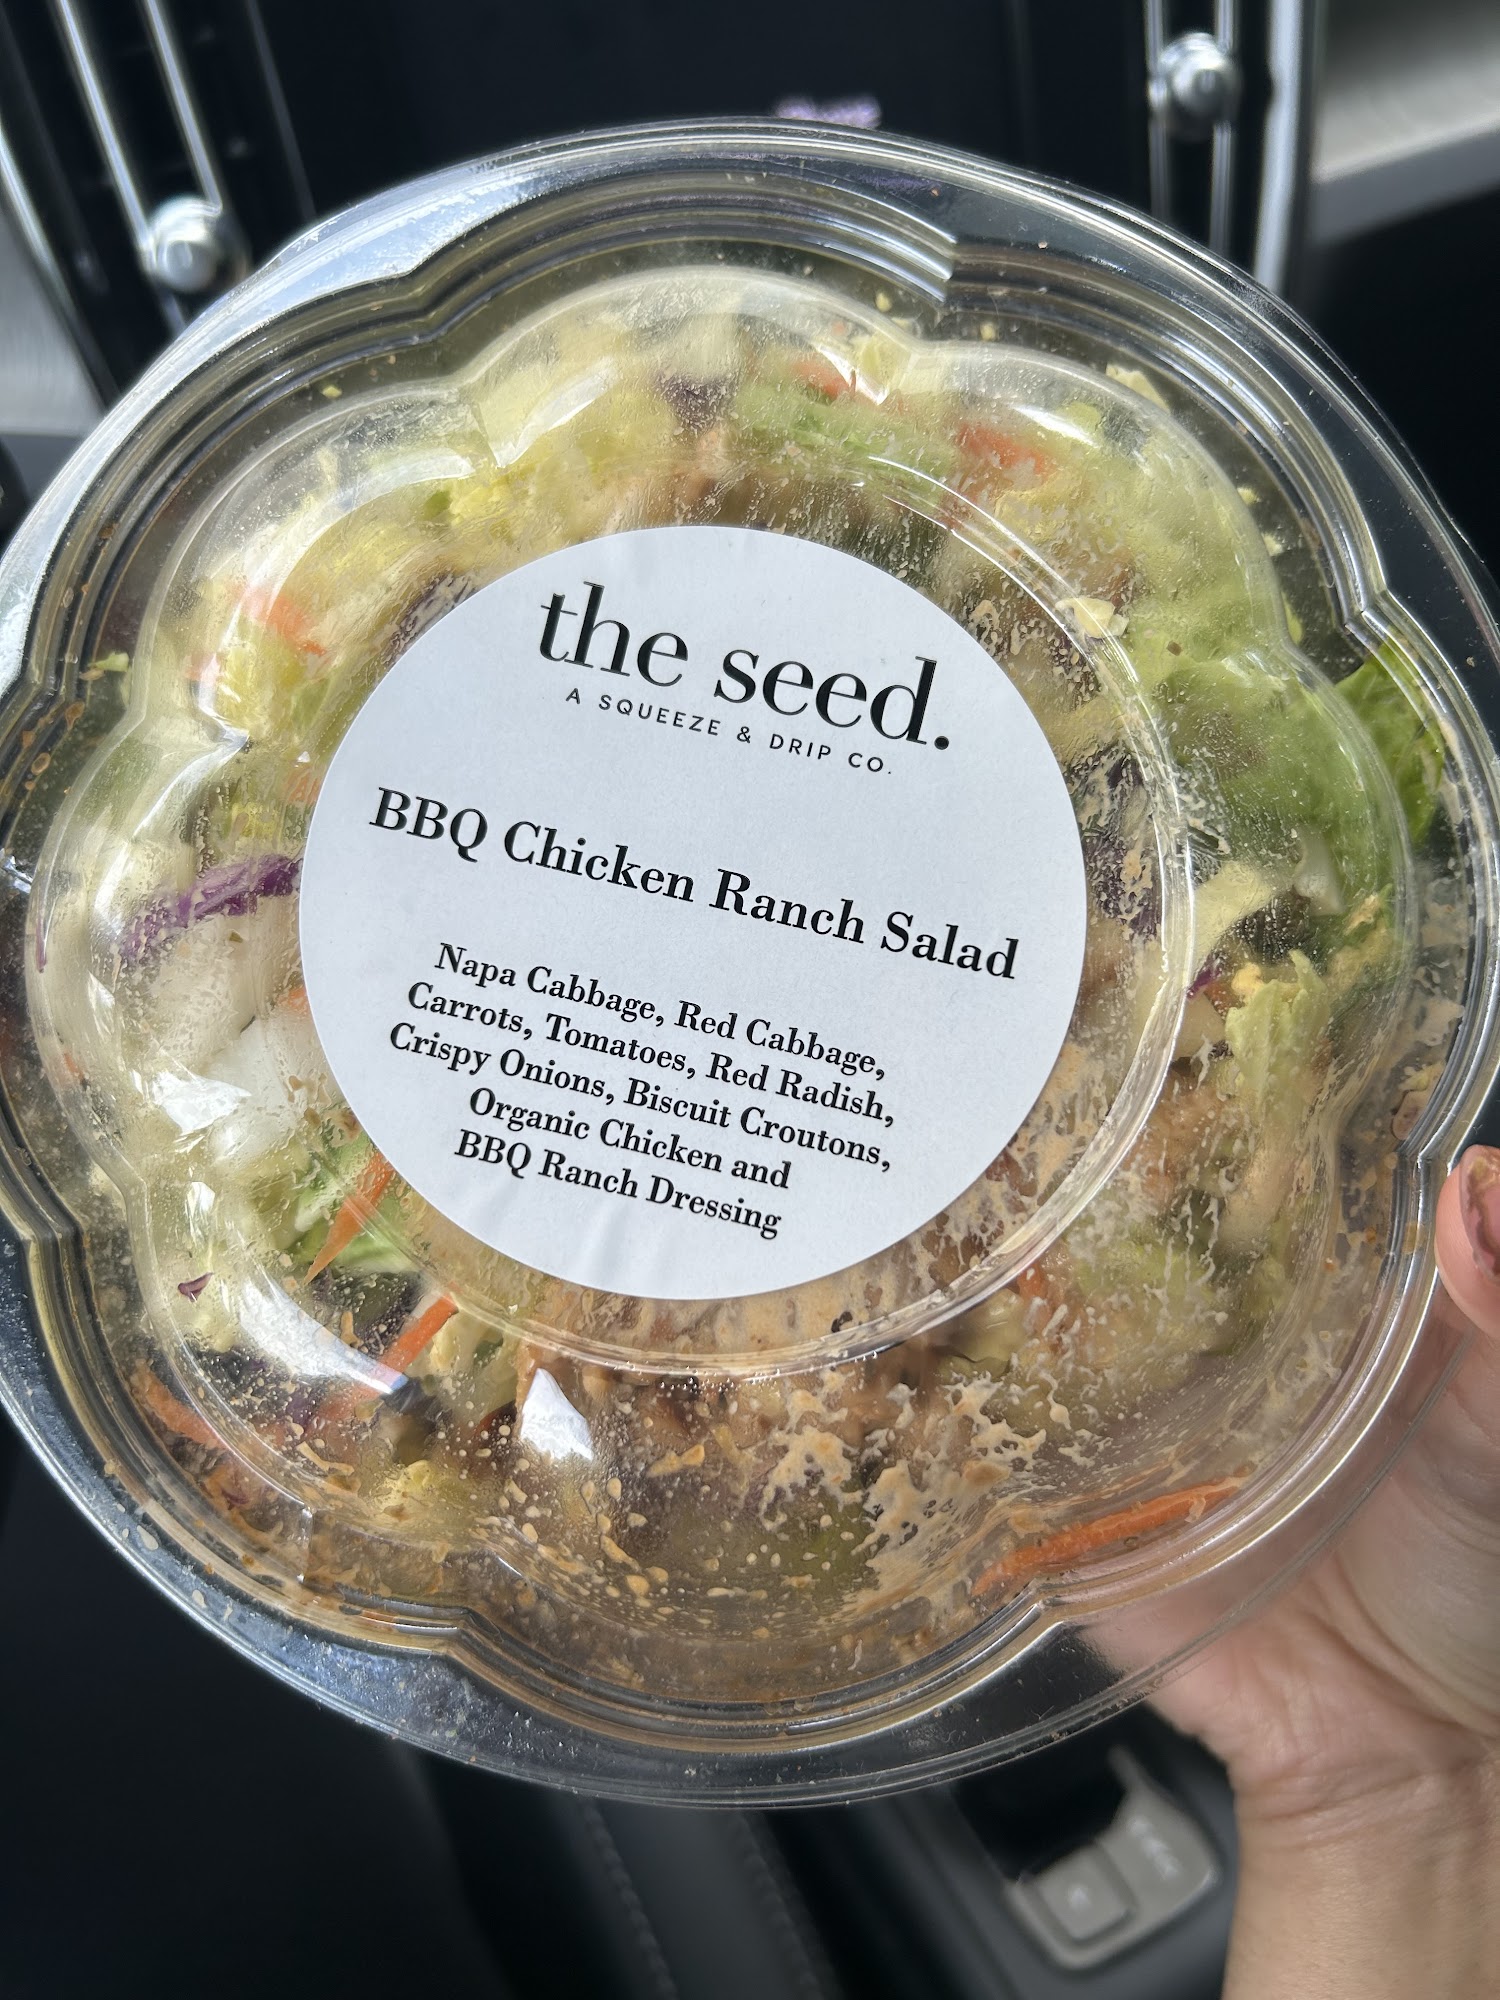 the seed.
A SQUEEZE & DRIP CO.
BBQ Chicken Ranch Salad
Napa Cabbage, Red Cabbage,
Carrots, Tomatoes, Red Radish,
Crispy Onions, Biscuit Croutons,
Organic Chicken and
BBQ Ranch Dressing